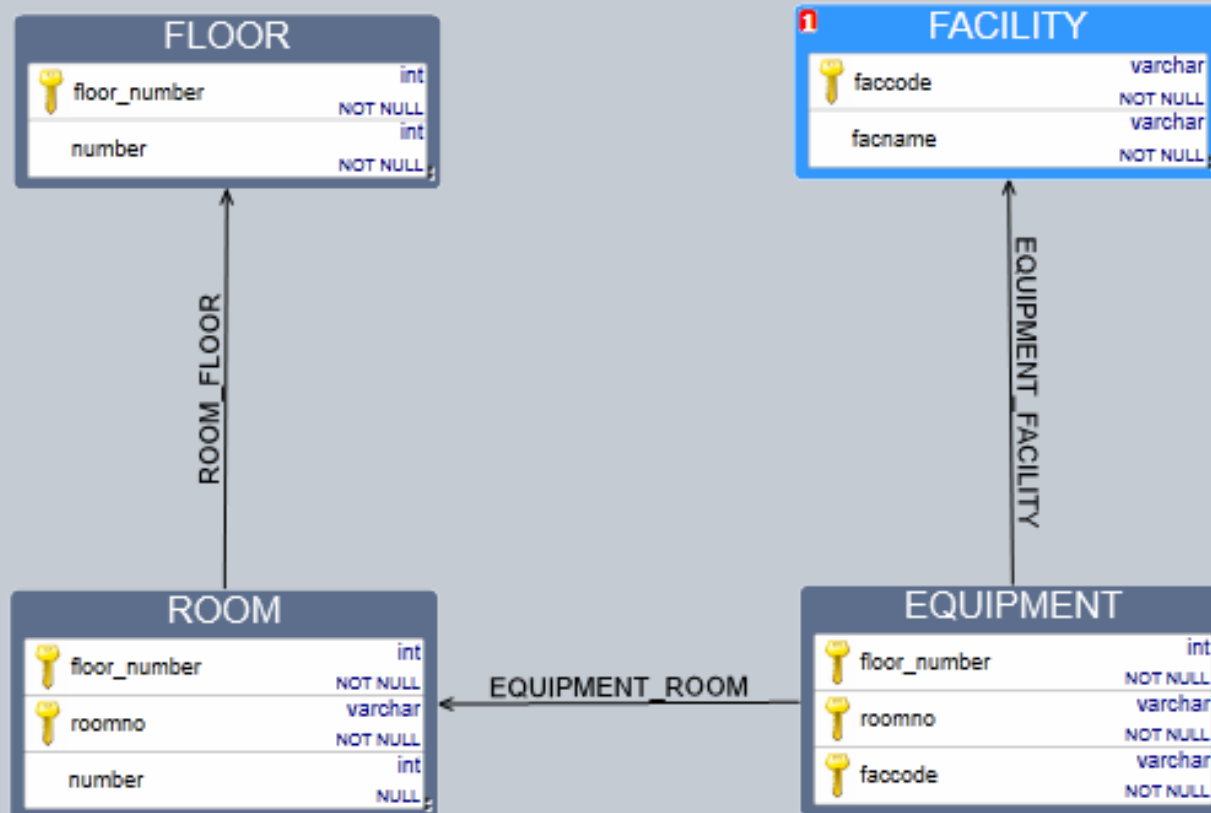 FLOOR
floor_number int
NOT NULL
number int
NOT NULL
1
FACILITY
faccode varchar
NOT NULL
facname varchar
NOT NULL
ROOM_FLOOR
EQUIPMENT_FACILITY
ROOM
floor_number int
NOT NULL
roomno varchar
NOT NULL
number int
NULL
EQUIPMENT_ROOM
EQUIPMENT
floor_number int
NOT NULL
roomno varchar
NOT NULL
faccode varchar
NOT NULL